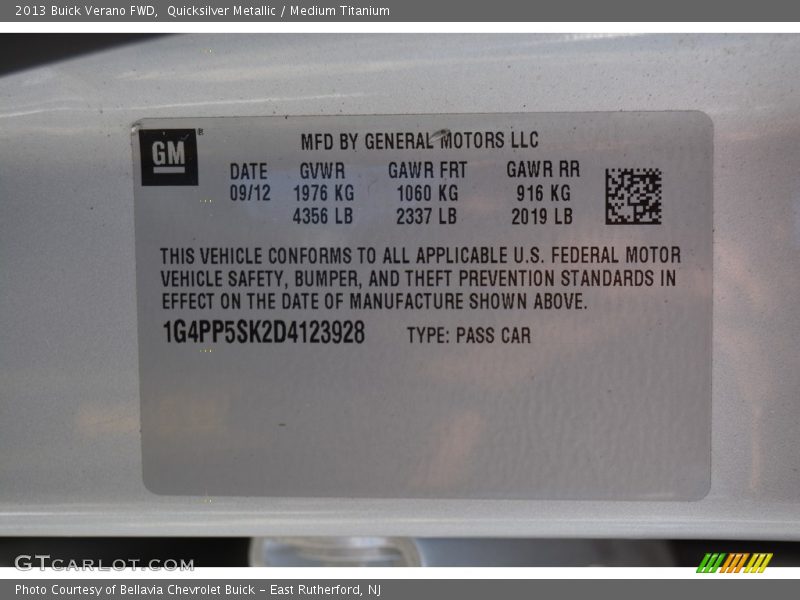 2013 Buick Verano FWD,  Quicksilver Metallic / Medium Titanium
GM®
MFD BY GENERAL MOTORS LLC
DATE GVWR GAWR FRT GAWR RR
09/12 1976 KG 1060 KG 916 KG
4356 LB 2337 LB 2019 LB
THIS VEHICLE CONFORMS TO ALL APPLICABLE U.S. FEDERAL MOTOR
VEHICLE SAFETY, BUMPER, AND THEFT PREVENTION STANDARDS IN
EFFECT ON THE DATE OF MANUFACTURE SHOWN ABOVE.
1G4PP5SK2D4123928 TYPE: PASS CAR
GTCARLOT.COM
Photo Courtesy of Bellavia Chevrolet Buick – East Rutherford, NJ